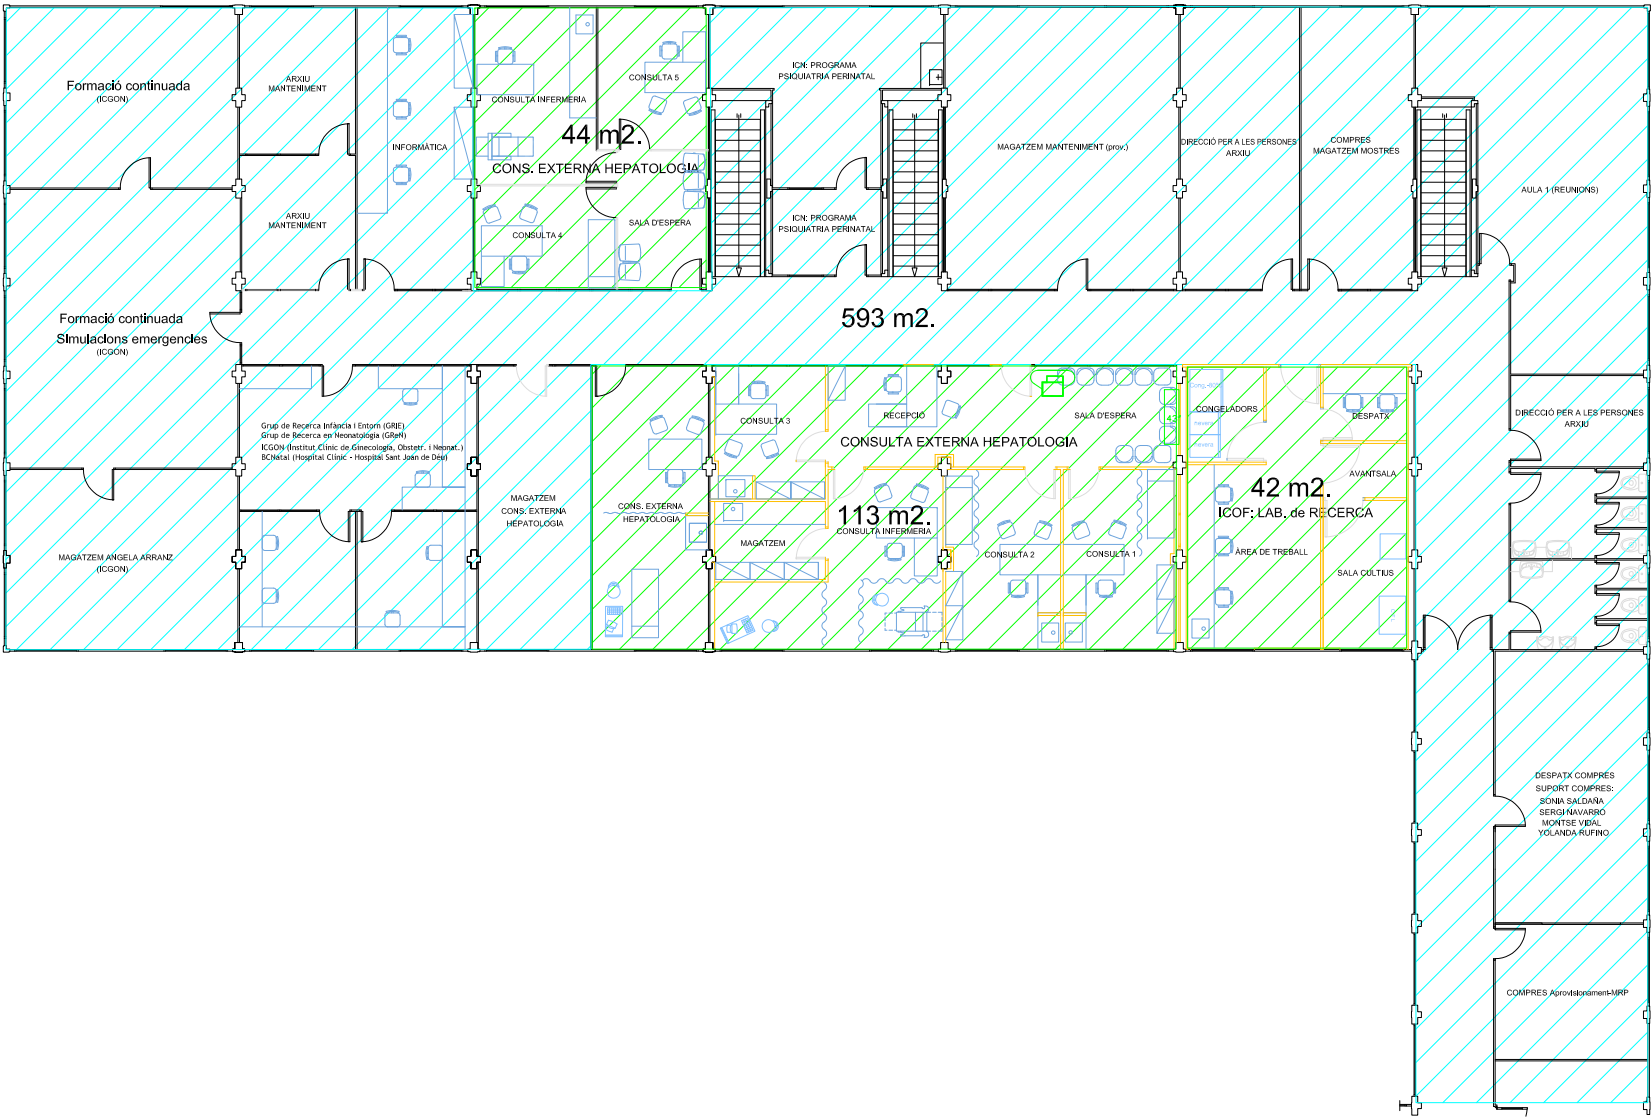 Formació continuada
(ICGON)
ARXIU
MANTENIMENT
INFORMÀTICA
CONSULTA INFERMERIA
CONSULTA 5
44 m2.
CONS. EXTERNA HEPATOLOGIA
CONSULTA 4
SALA D'ESPERA
ARXIU
MANTENIMENT
ICN: PROGRAMA
PSIQUIATRIA PERINATAL
ICN: PROGRAMA
PSIQUIATRIA PERINATAL
MAGATZEM MANTENIMENT (prov.)
DIRECCIÓ PER A LES PERSONES
ARXIU
COMPRES
MAGATZEM MOSTRES
AULA 1 (REUNIONS)
Formació continuada
Simulacions emergencies
(ICGON)
593 m2.
Grup de Recerca Infància i Entorn (GRIE)
Grup de Recerca en Neonatologia (GReN)
ICGON (Institut Clínic de Ginecologia, Obstetr. i Neonat.)
BCNatal (Hospital Clínic - Hospital Sant Joan de Déu)
MAGATZEM ANGELA ARRANZ
(ICGON)
MAGATZEM
CONS. EXTERNA
HEPATOLOGIA
CONS. EXTERNA
HEPATOLOGIA
CONSULTA 3
RECEPCIÓ
SALA D'ESPERA
CONSULTA EXTERNA HEPATOLOGIA
113 m2.
CONSULTA INFERMERIA
MAGATZEM
CONSULTA 2
CONSULTA 1
CONGELADORS
nevera
nevera
DESPATX
AVANTSALA
42 m2.
ICOF: LAB. de RECERCA
ÀREA DE TREBALL
SALA CULTIUS
DIRECCIÓ PER A LES PERSONES
ARXIU
DESPATX COMPRES
SUPORT COMPRES:
SONIA SALDAÑA
SERGI NAVARRO
MONTSE VIDAL
YOLANDA RUFINO
COMPRES Aprovisionament-MRP